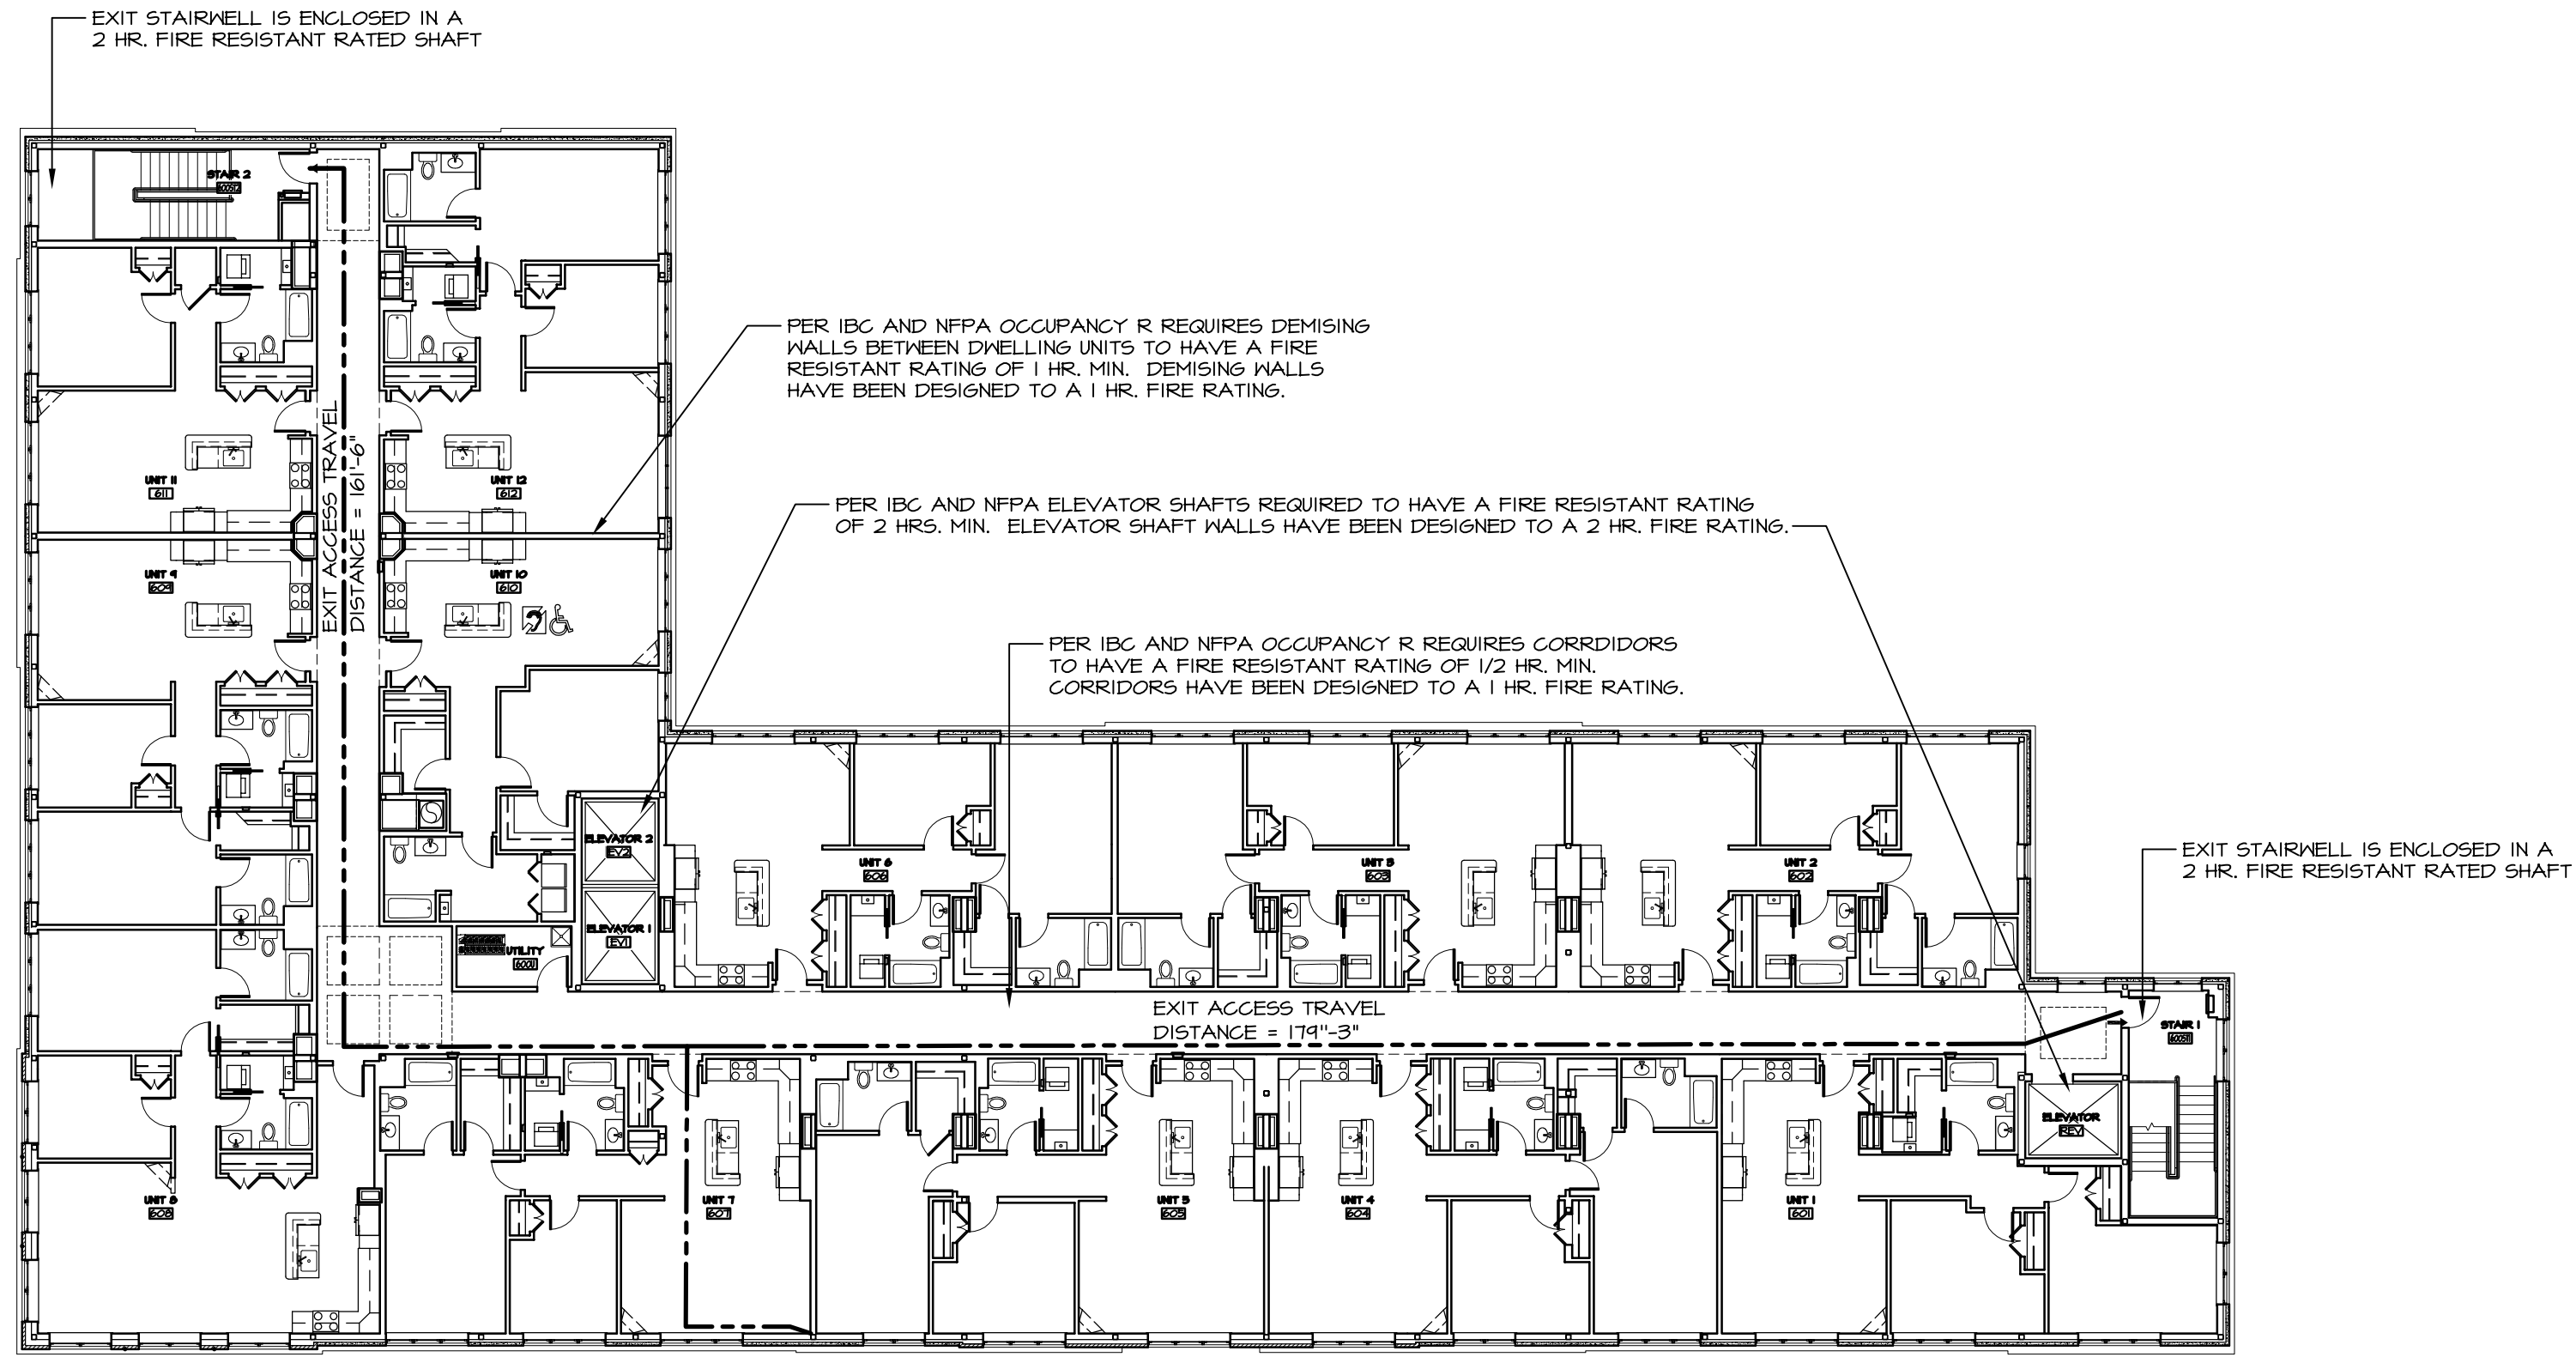 EXIT STAIRWELL IS ENCLOSED IN A
2 HR. FIRE RESISTANT RATED SHAFT
STAIR 2
600ST2
PER IBC AND NFPA OCCUPANCY R REQUIRES DEMISING
WALLS BETWEEN DWELLING UNITS TO HAVE A FIRE
RESISTANT RATING OF 1 HR. MIN. DEMISING WALLS
HAVE BEEN DESIGNED TO A 1 HR. FIRE RATING.
EXIT ACCESS TRAVEL
DISTANCE = 161'-6"
UNIT 11
611
UNIT 12
612
PER IBC AND NFPA ELEVATOR SHAFTS REQUIRED TO HAVE A FIRE RESISTANT RATING
OF 2 HRS. MIN. ELEVATOR SHAFT WALLS HAVE BEEN DESIGNED TO A 2 HR. FIRE RATING.
UNIT 9
609
UNIT 10
610
PER IBC AND NFPA OCCUPANCY R REQUIRES CORRDIDORS
TO HAVE A FIRE RESISTANT RATING OF 1/2 HR. MIN.
CORRIDORS HAVE BEEN DESIGNED TO A 1 HR. FIRE RATING.
ELEVATOR 2
EV2
UNIT 6
606
UNIT 3
603
UNIT 2
602
EXIT STAIRWELL IS ENCLOSED IN A
2 HR. FIRE RESISTANT RATED SHAFT
ELEVATOR 1
EV1
UTILITY
600U
EXIT ACCESS TRAVEL
DISTANCE = 179''-3"
STAIR 1
600ST1
ELEVATOR
REV
UNIT 8
608
UNIT 7
607
UNIT 5
605
UNIT 4
604
UNIT 1
601